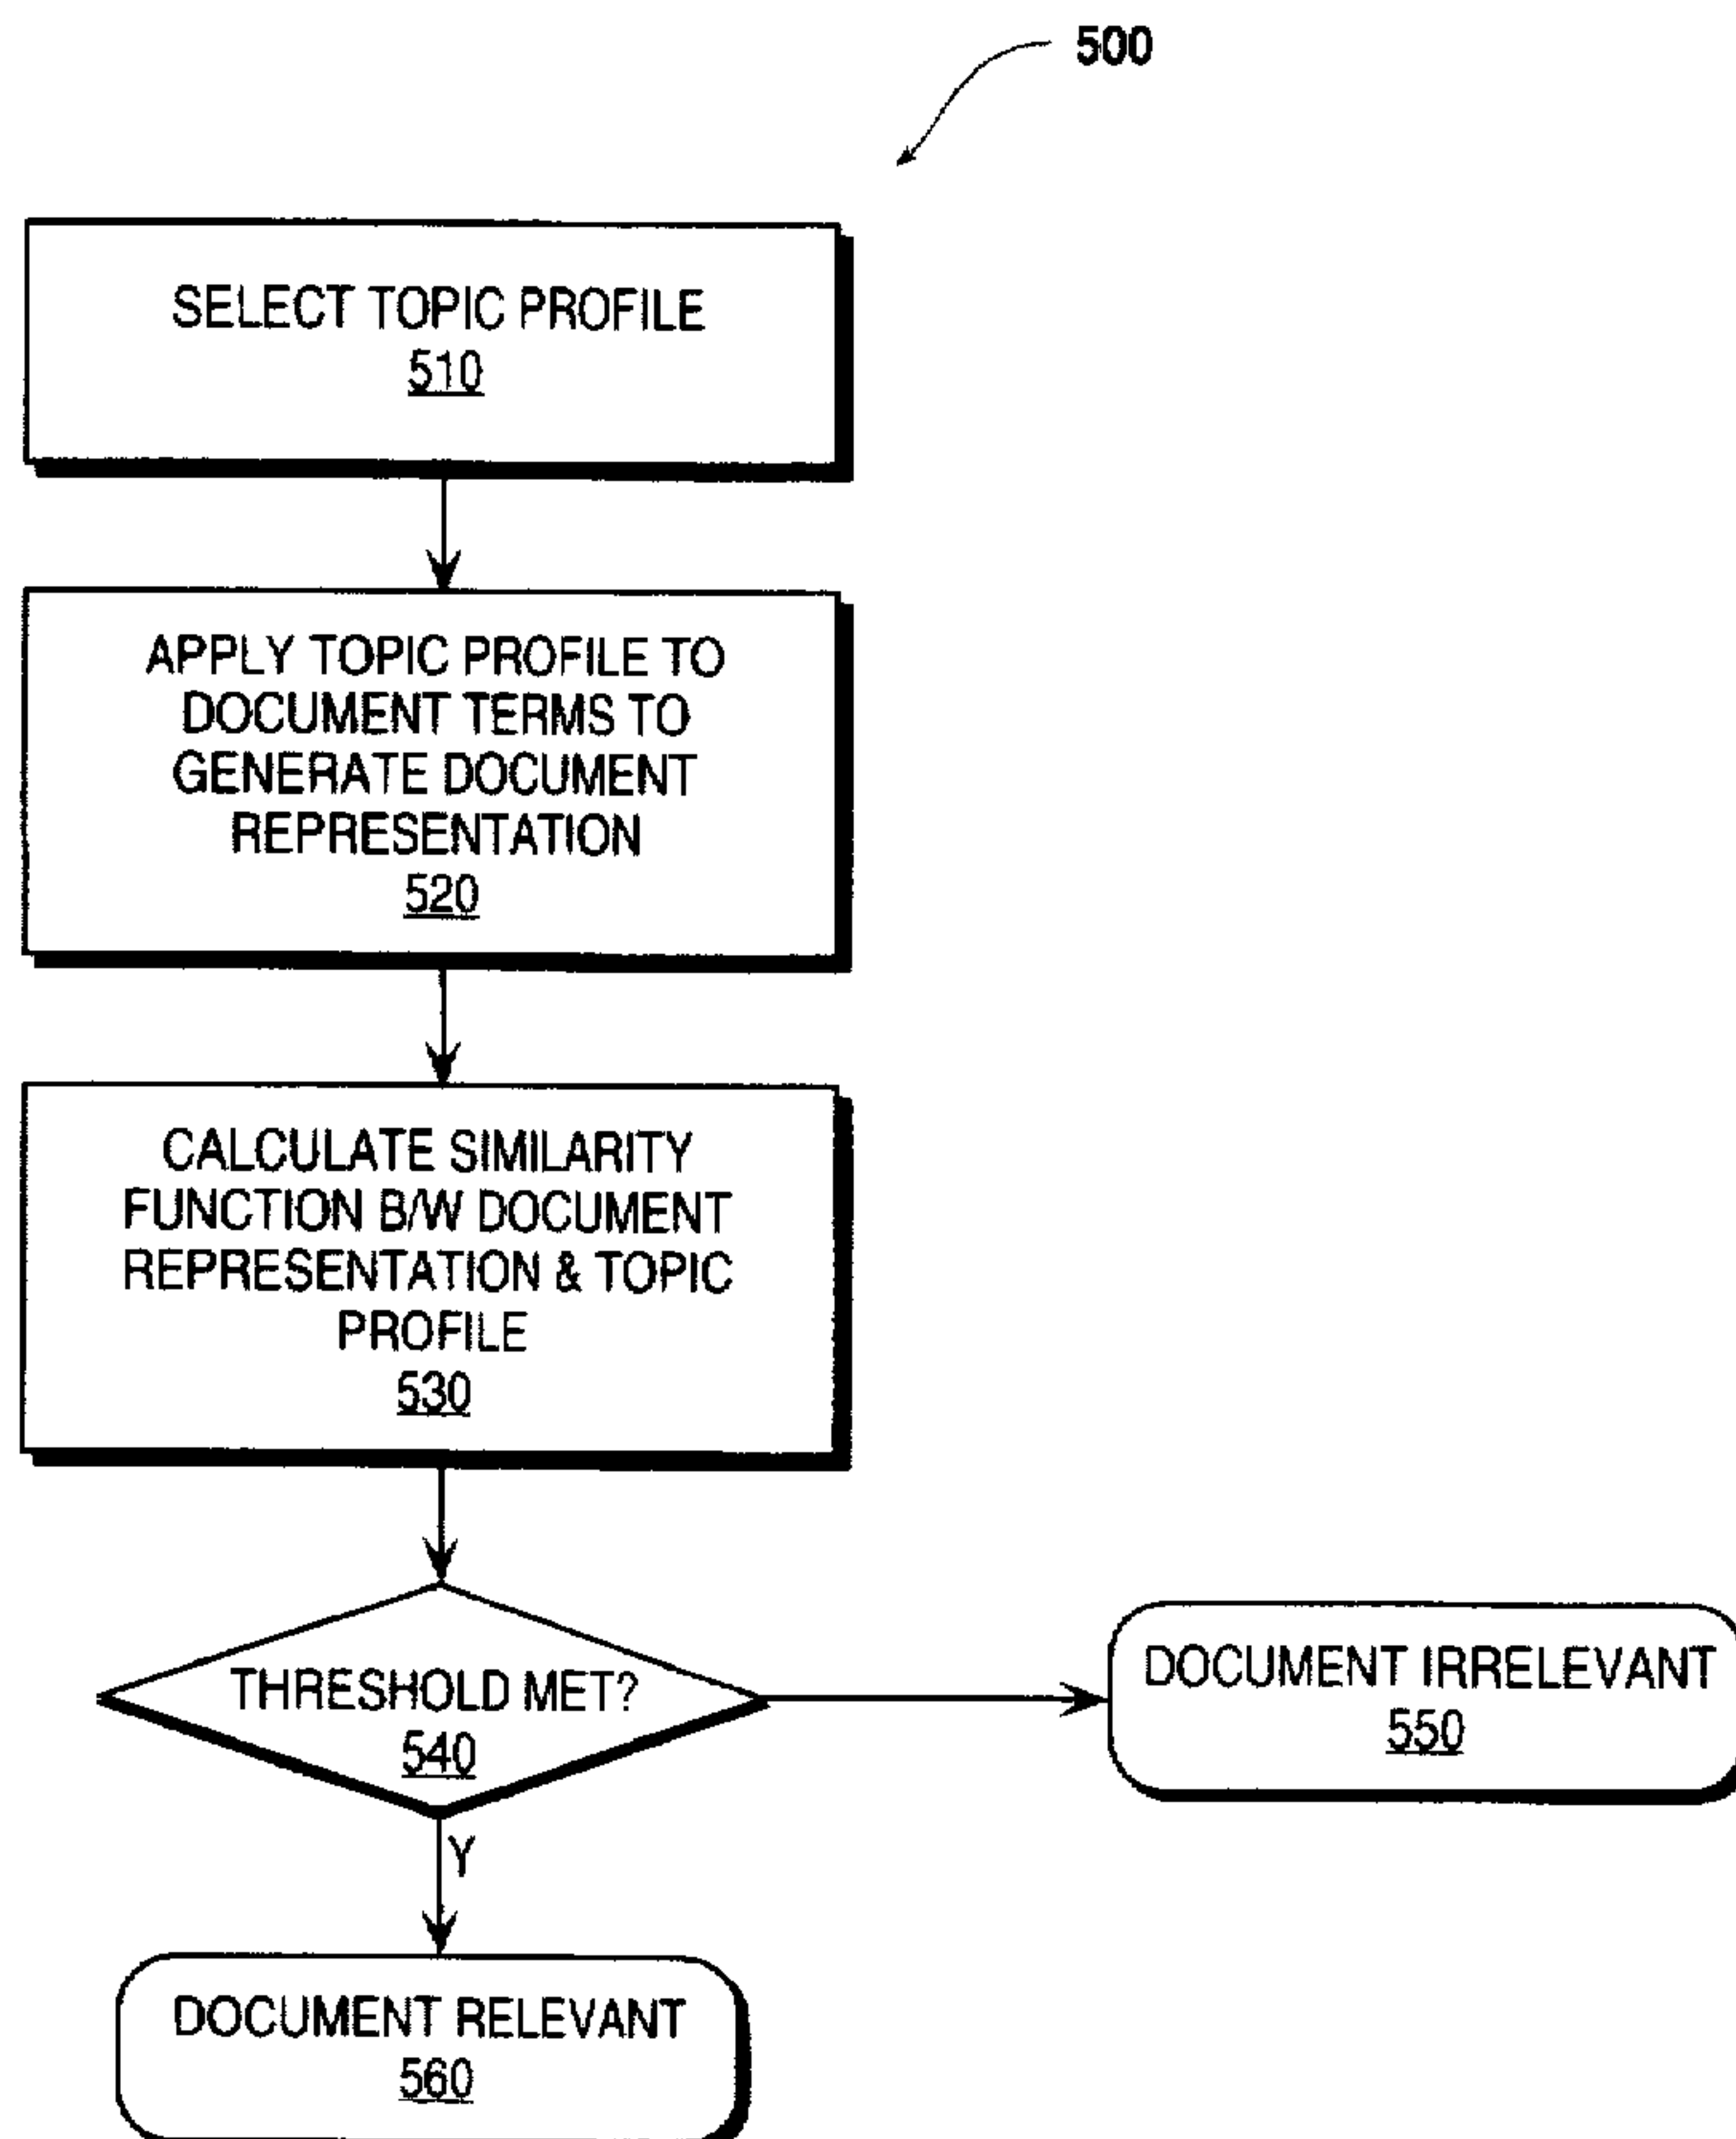 500
SELECT TOPIC PROFILE
510
APPLY TOPIC PROFILE TO
DOCUMENT TERMS TO
GENERATE DOCUMENT
REPRESENTATION
520
CALCULATE SIMILARITY
FUNCTION B/W DOCUMENT
REPRESENTATION & TOPIC
PROFILE
530
THRESHOLD MET?
540
DOCUMENT IRRELEVANT
550
Y
DOCUMENT RELEVANT
560